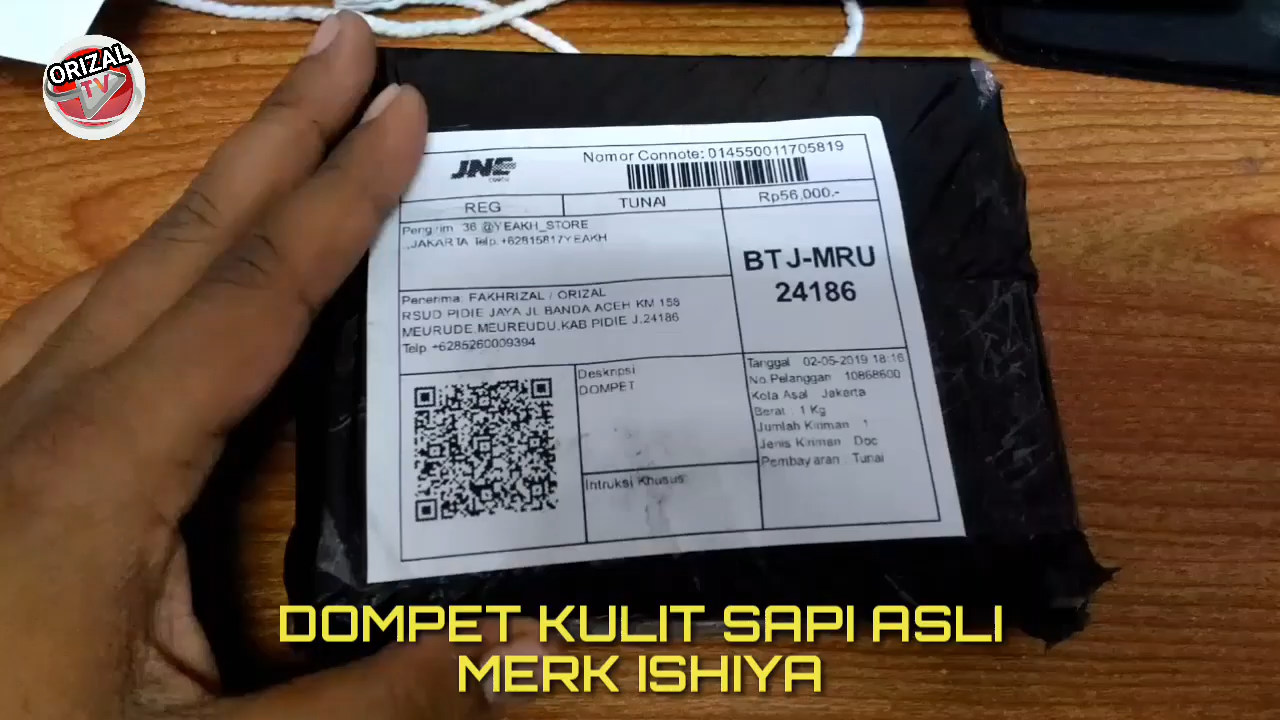 ORIZAL
TV
JNE
Nomor Connote: 014550011705819
REG
TUNAI
Rp56,000.-
Pengirim: 36 @YEAKH_STORE
.,JAKARTA Telp.+62815817YEAKH
BTJ-MRU
24186
Penerima: FAKHRIZAL / ORIZAL
RSUD PIDIE JAYA JL BANDA ACEH KM 158
MEURUDE.MEUREUDU,KAB PIDIE J.24186
Telp.+6285260009394
Deskripsi
DOMPET
Intruksi Khusus:
Tanggal 02-05-2019 18:16
No.Pelanggan 10868600
Kota Asal Jakarta
Berat : 1 Kg
Jumlah Kiriman 1
Jenis Kiriman Doc
Pembayaran : Tunai
DOMPET KULIT SAPI ASLI
MERK ISHIYA